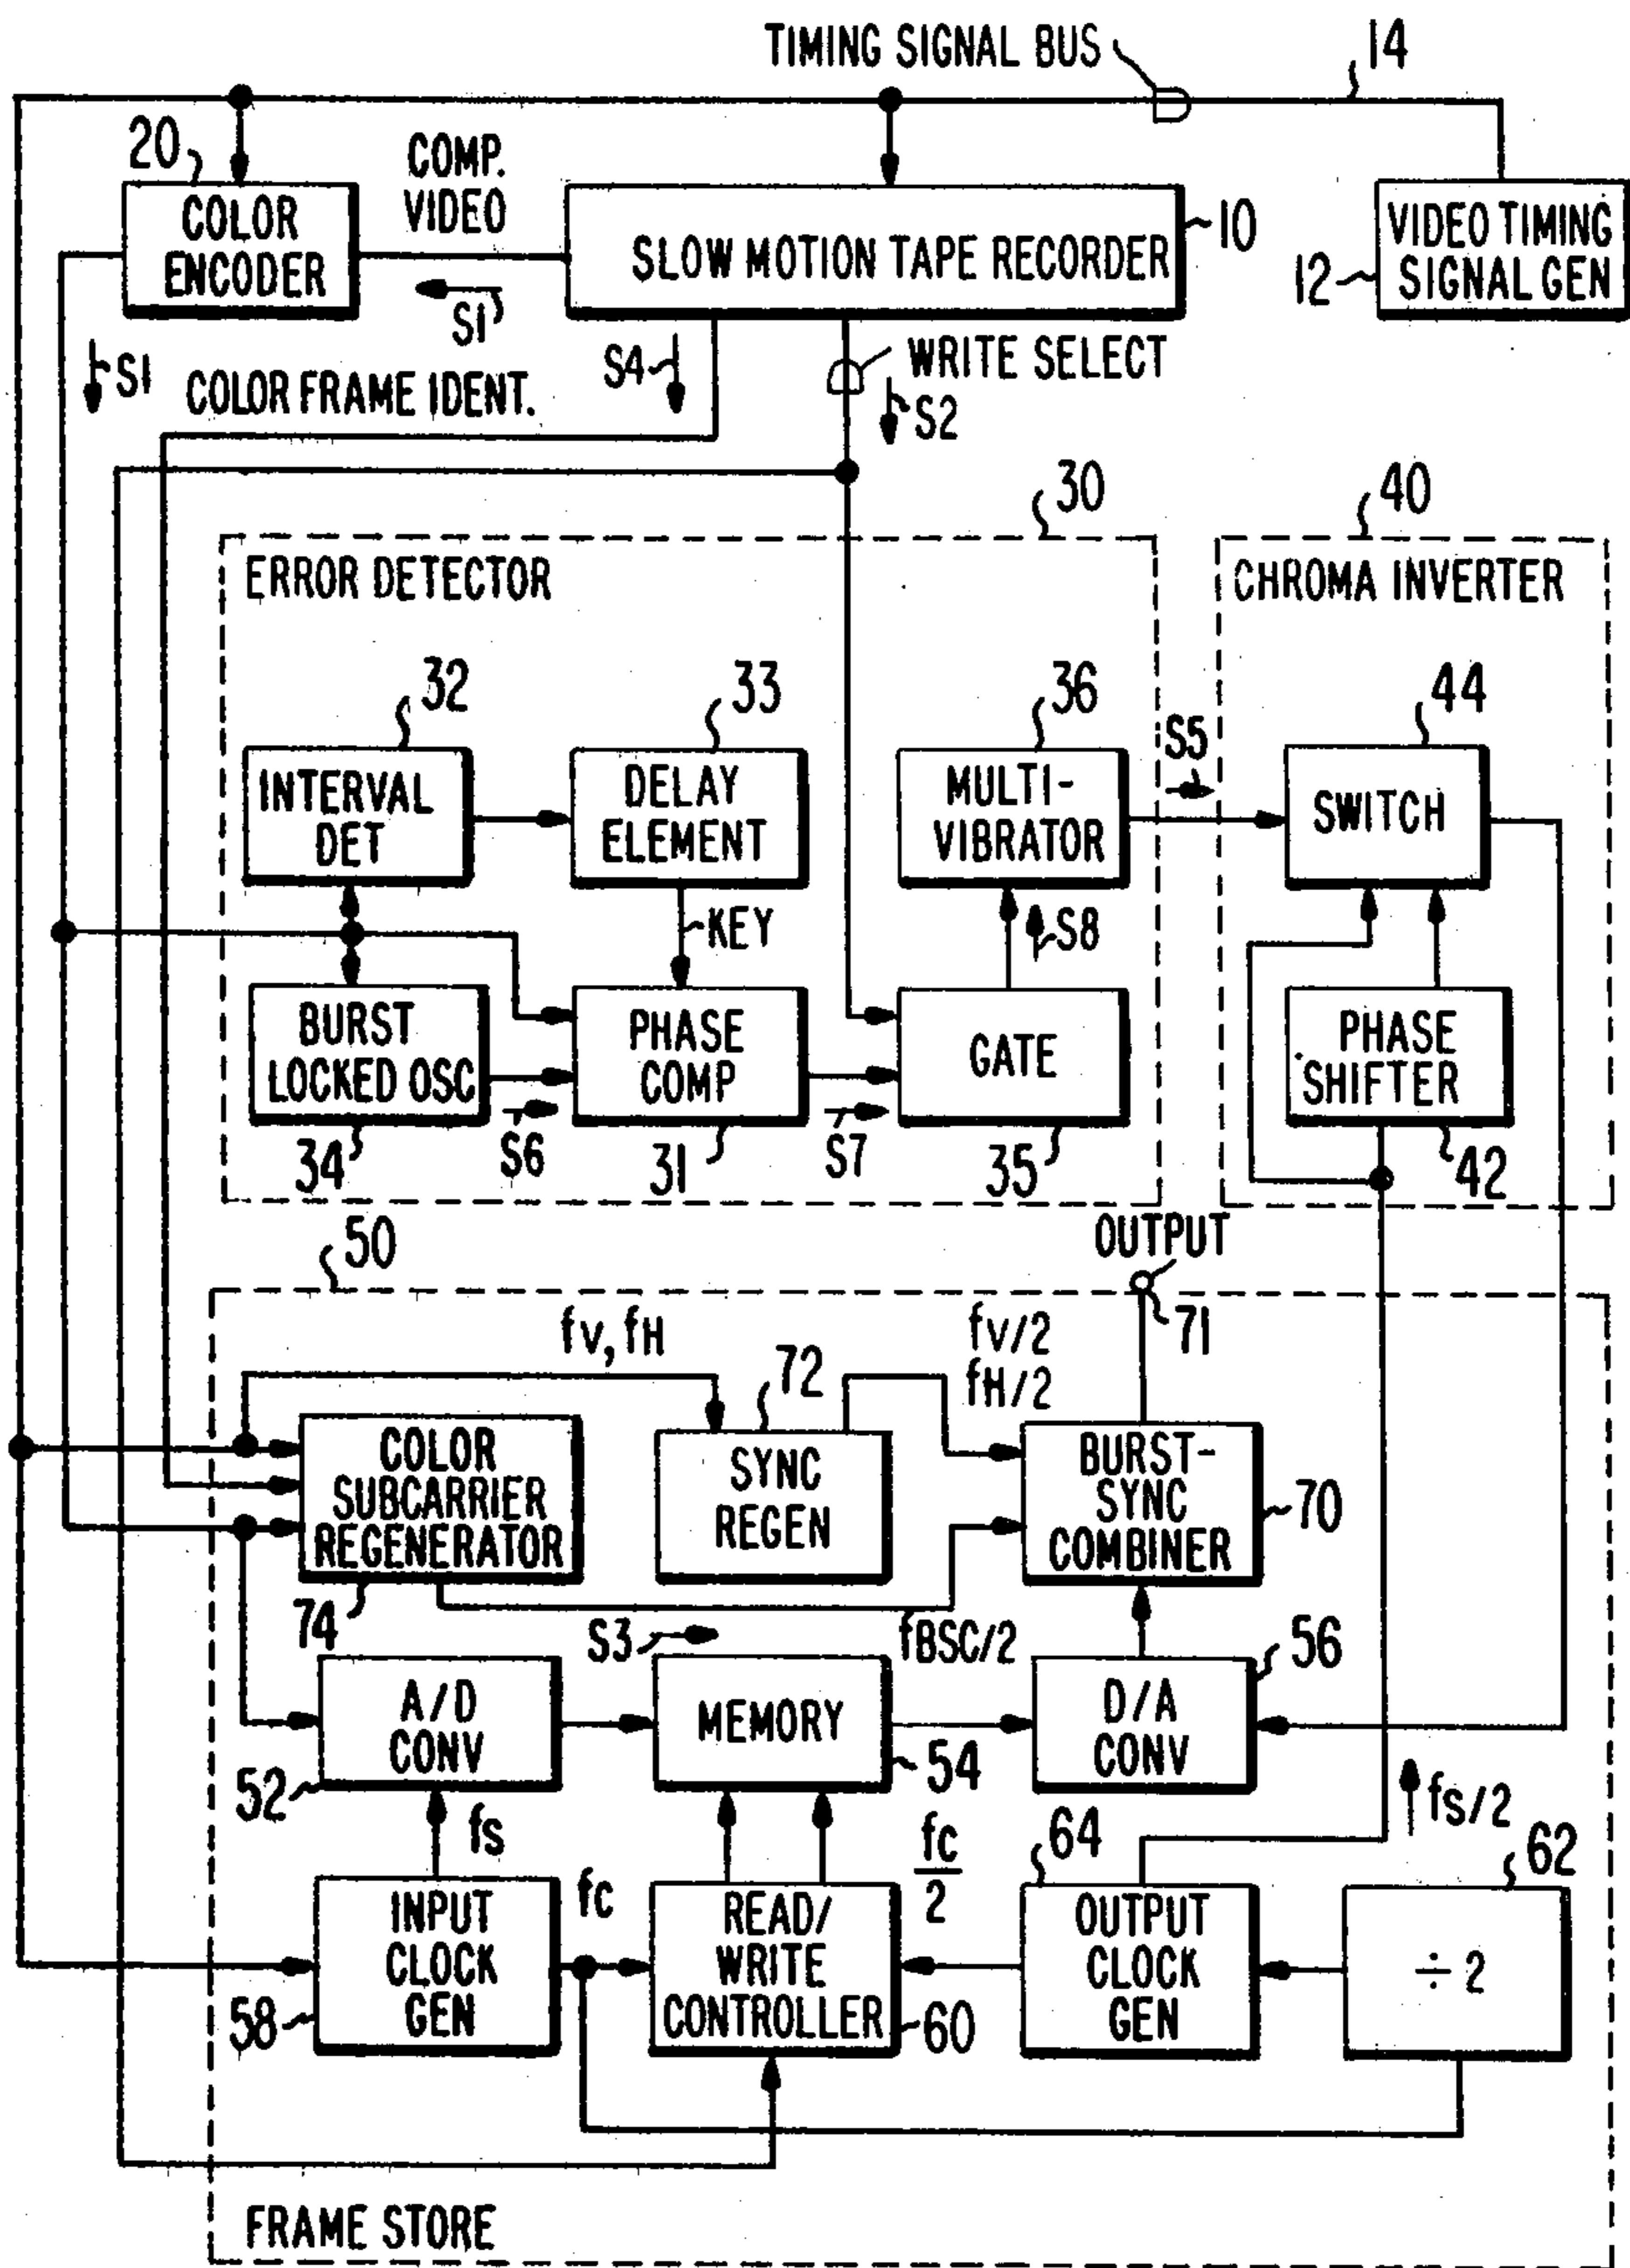 TIMING SIGNAL BUS
14
20
COMP.
VIDEO
COLOR
ENCODER
SLOW MOTION TAPE RECORDER
10
VIDEO TIMING
SIGNAL GEN
12
S1
S1
COLOR FRAME IDENT.
S4
WRITE SELECT
S2
30
40
ERROR DETECTOR
CHROMA INVERTER
32
33
36
44
INTERVAL
DET
DELAY
ELEMENT
MULTI-
VIBRATOR
S5
SWITCH
KEY
S8
BURST
LOCKED OSC
PHASE
COMP
GATE
PHASE
SHIFTER
34
S6
31
S7
35
42
50
OUTPUT
71
fV, fH
72
fV/2
fH/2
COLOR
SUBCARRIER
REGENERATOR
SYNC
REGEN
BURST-
SYNC
COMBINER
70
74
S3
fBSC/2
56
A/D
CONV
MEMORY
D/A
CONV
52
fs
54
64
fs/2
62
INPUT
CLOCK
GEN
fc
READ/
WRITE
CONTROLLER
fc
2
OUTPUT
CLOCK
GEN
÷ 2
58
60
FRAME STORE